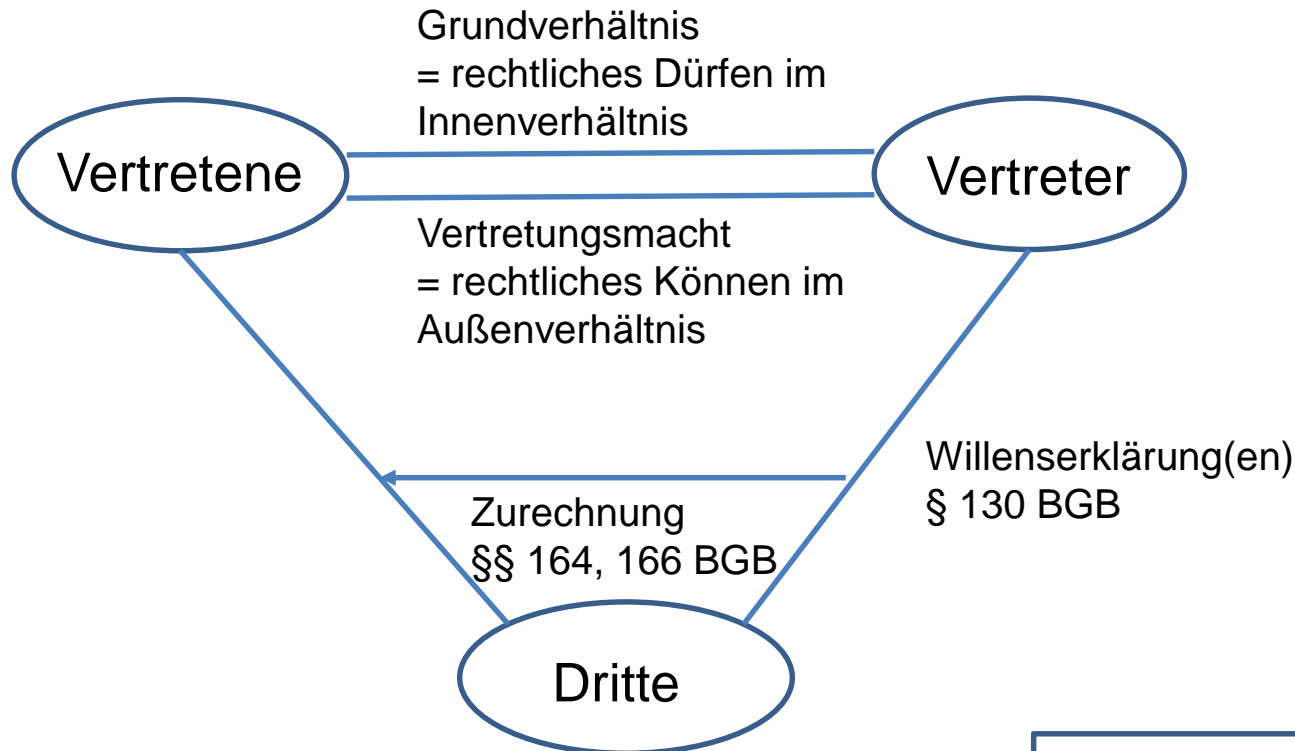 Grundverhältnis
= rechtliches Dürfen im
Innenverhältnis
Vertretene
Vertreter
Vertretungsmacht
= rechtliches Können im
Außenverhältnis
Willenserklärung(en)
§ 130 BGB
Zurechnung
§§ 164, 166 BGB
Dritte